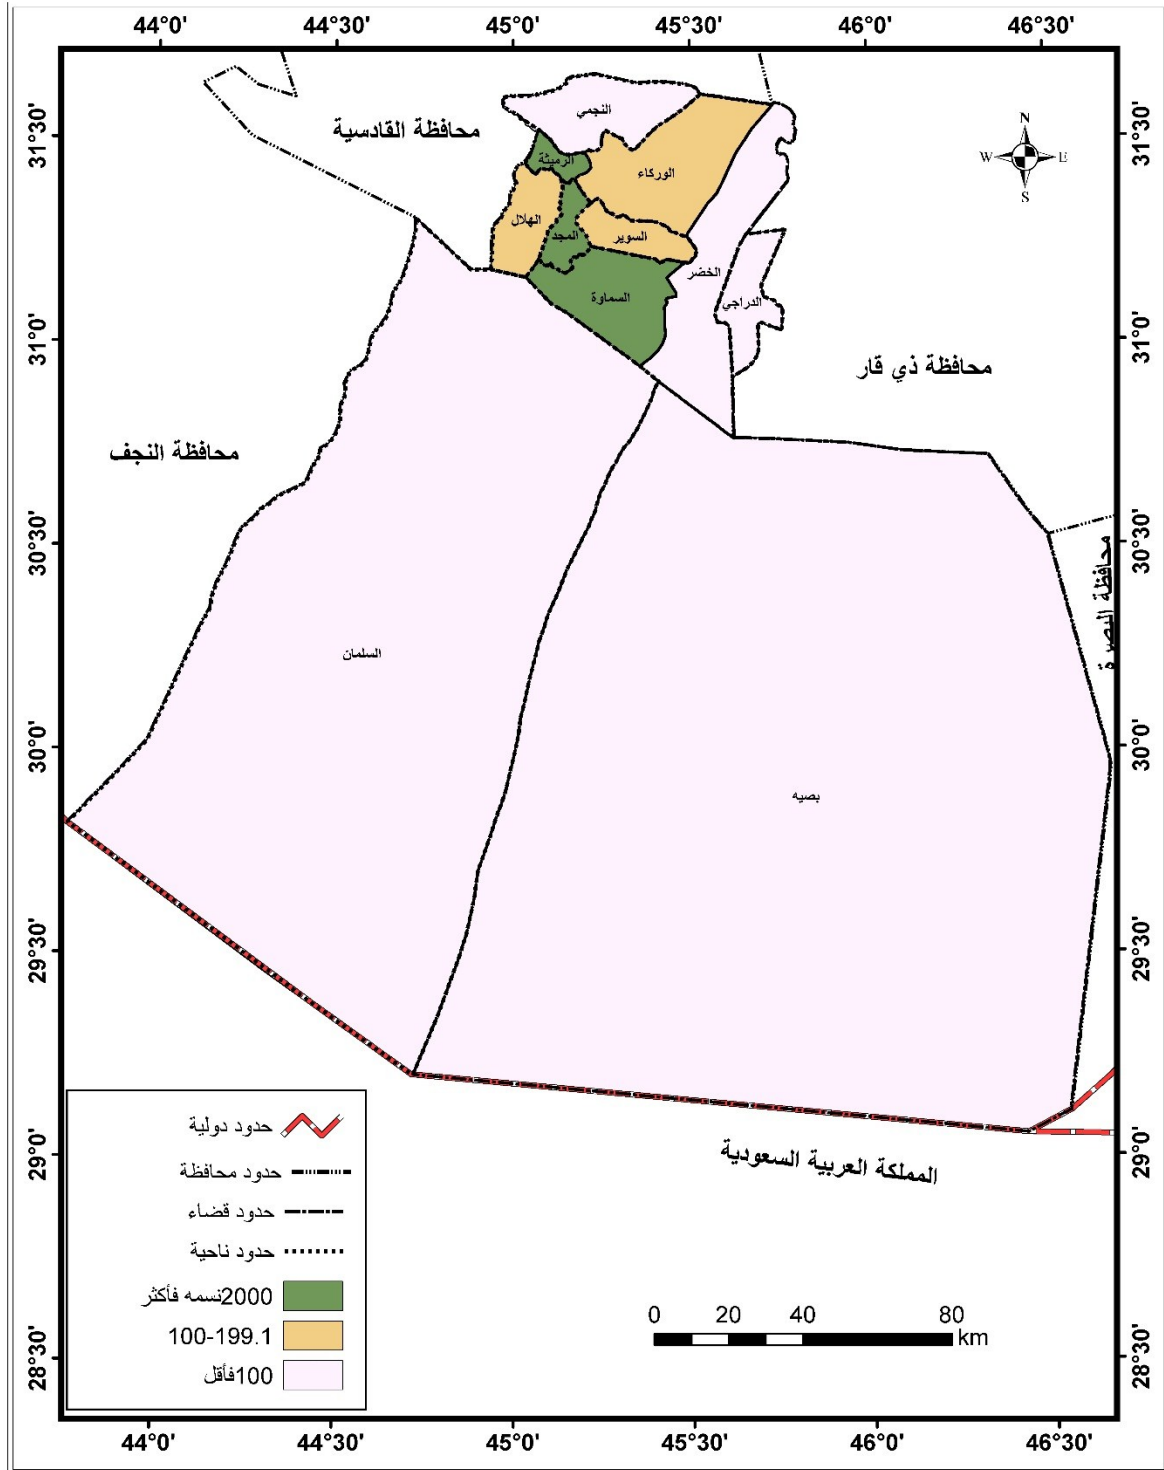 44°0' 44°30' 45°0' 45°30' 46°0' 46°30'
31°30' 31°30'
N
W E
S
محافظة القادسية
النجمي
الرميثة
الوركاء
الهلال
المجد
السوير
الخضر
السماوة
الدراجي
31°0' 31°0'
محافظة ذي قار
محافظة النجف
30°30' 30°30'
محافظة البصرة
السلمان
30°0' 30°0'
بصيه
29°30' 29°30'
29°0' 29°0'
المملكة العربية السعودية
حدود دولية
حدود محافظة
حدود قضاء
حدود ناحية
2000نسمه فأكثر
100-199.1
100فأقل
0 20 40 80
km
28°30' 28°30'
44°0' 44°30' 45°0' 45°30' 46°0' 46°30'